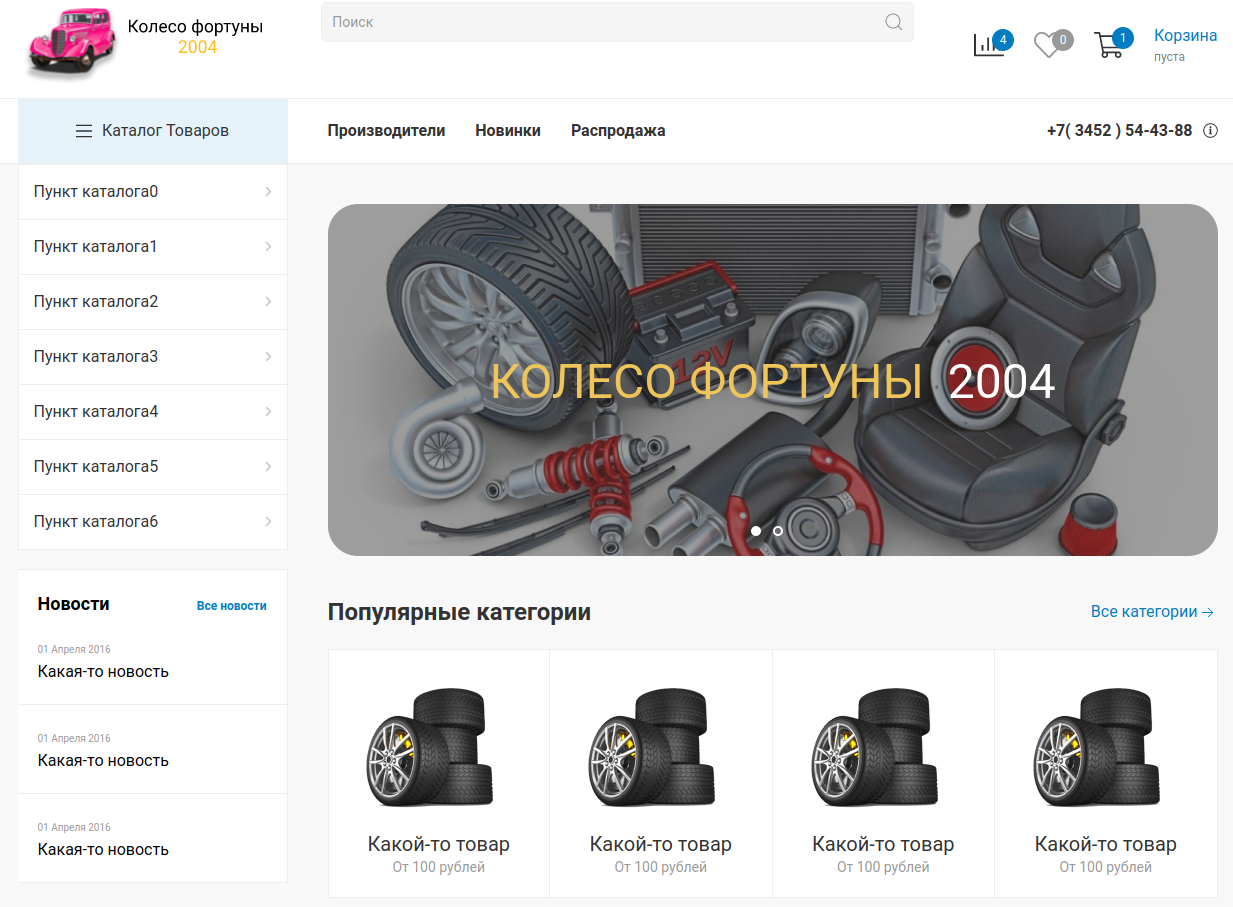 Колесо фортуны
2004
Поиск
4
0
1
Корзина
пуста
Каталог Товаров
Производители
Новинки
Распродажа
+7( 3452 ) 54-43-88
Пункт каталога0
Пункт каталога1
Пункт каталога2
Пункт каталога3
Пункт каталога4
Пункт каталога5
Пункт каталога6
12V
КОЛЕСО ФОРТУНЫ 2004
Новости
Все новости
01 Апреля 2016
Какая-то новость
01 Апреля 2016
Какая-то новость
01 Апреля 2016
Какая-то новость
Популярные категории
Все категории
Какой-то товар
От 100 рублей
Какой-то товар
От 100 рублей
Какой-то товар
От 100 рублей
Какой-то товар
От 100 рублей